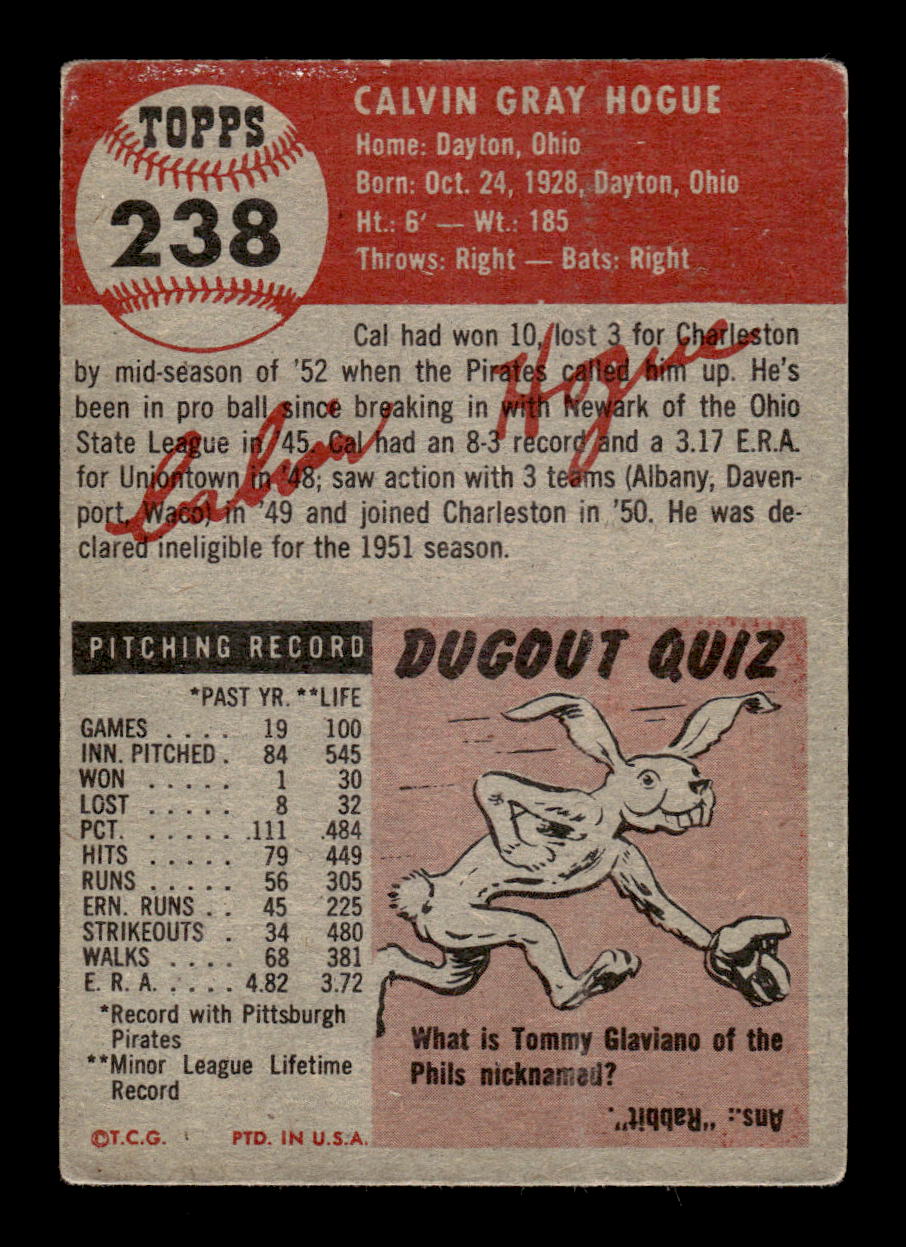 TOPPS
238
CALVIN GRAY HOGUE
Home: Dayton, Ohio
Born: Oct. 24, 1928, Dayton, Ohio
Ht.: 6′ — Wt.: 185
Throws: Right — Bats: Right
Cal had won 10, lost 3 for Charleston
by mid-season of '52 when the Pirates called him up. He's
been in pro ball since breaking in with Newark of the Ohio
State League in '45. Cal had an 8-3 record and a 3.17 E.R.A.
for Uniontown in '48; saw action with 3 teams (Albany, Daven-
port, Waco) in '49 and joined Charleston in '50. He was de-
clared ineligible for the 1951 season.
Calvin Hogue
PITCHING RECORD
*PAST YR. **LIFE
GAMES . . . . 19 100
INN. PITCHED . 84 545
WON . . . . . 1 30
LOST . . . . . 8 32
PCT. . . . . . . .111 .484
HITS . . . . . 79 449
RUNS . . . . . 56 305
ERN. RUNS . . 45 225
STRIKEOUTS . 34 480
WALKS . . . . 68 381
E. R. A. . . . . 4.82 3.72
*Record with Pittsburgh
Pirates
**Minor League Lifetime
Record
©T.C.G. PTD. IN U.S.A.
DUGOUT QUIZ
What is Tommy Glaviano of the
Phils nicknamed?
Ans.: "Rabbit".